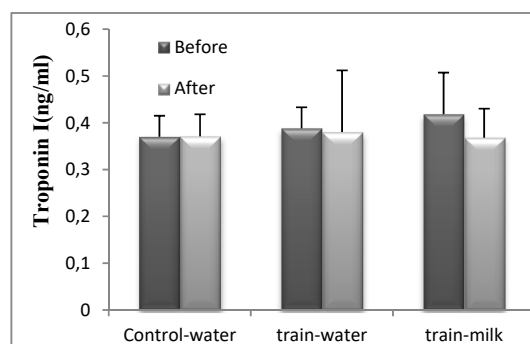 0,6
0,5
0,4
0,3
0,2
0,1
0
Troponin I(ng/ml)
Before
After
Control-water
train-water
train-milk